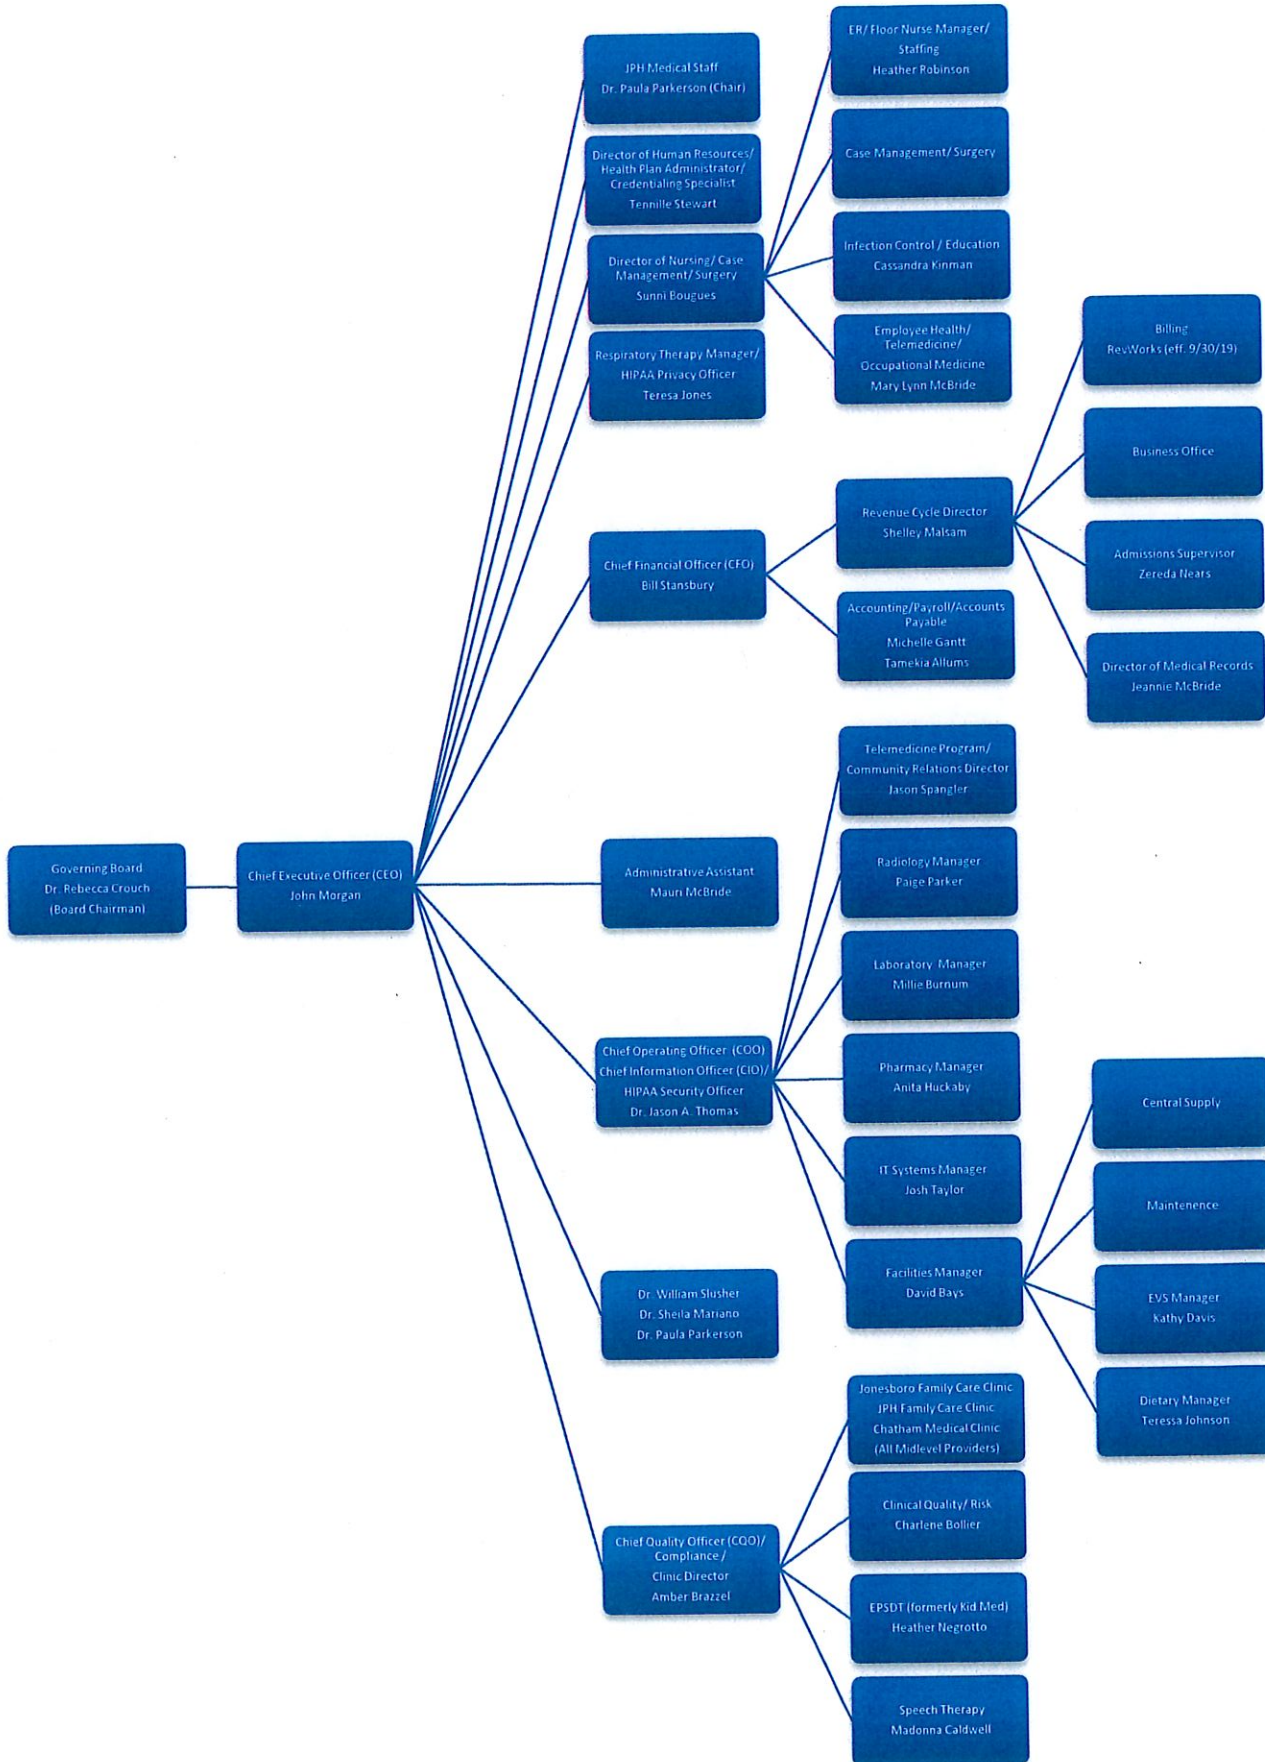 Governing Board
Dr. Rebecca Crouch
(Board Chairman)
Chief Executive Officer (CEO)
John Morgan
JPH Medical Staff
Dr. Paula Parkerson (Chair)
Director of Human Resources/
Health Plan Administrator/
Credentialing Specialist
Tennille Stewart
Director of Nursing/ Case
Management/ Surgery
Sunni Bougues
Respiratory Therapy Manager/
HIPAA Privacy Officer
Teresa Jones
ER/ Floor Nurse Manager/
Staffing
Heather Robinson
Case Management/ Surgery
Infection Control / Education
Cassandra Kinman
Employee Health/
Telemedicine/
Occupational Medicine
Mary Lynn McBride
Chief Financial Officer (CFO)
Bill Stansbury
Revenue Cycle Director
Shelley Malsam
Accounting/Payroll/Accounts
Payable
Michelle Gantt
Tamekia Allums
Billing
RevWorks (eff. 9/30/19)
Business Office
Admissions Supervisor
Zereda Nears
Director of Medical Records
Jeannie McBride
Administrative Assistant
Mauri McBride
Chief Operating Officer (COO)
Chief Information Officer (CIO)/
HIPAA Security Officer
Dr. Jason A. Thomas
Telemedicine Program/
Community Relations Director
Jason Spangler
Radiology Manager
Paige Parker
Laboratory Manager
Millie Burnum
Pharmacy Manager
Anita Huckaby
IT Systems Manager
Josh Taylor
Facilities Manager
David Bays
Central Supply
Maintenence
EVS Manager
Kathy Davis
Dietary Manager
Teressa Johnson
Dr. William Slusher
Dr. Sheila Mariano
Dr. Paula Parkerson
Chief Quality Officer (CQO)/
Compliance /
Clinic Director
Amber Brazzel
Jonesboro Family Care Clinic
JPH Family Care Clinic
Chatham Medical Clinic
(All Midlevel Providers)
Clinical Quality/ Risk
Charlene Bollier
EPSDT (formerly Kid Med)
Heather Negrotto
Speech Therapy
Madonna Caldwell